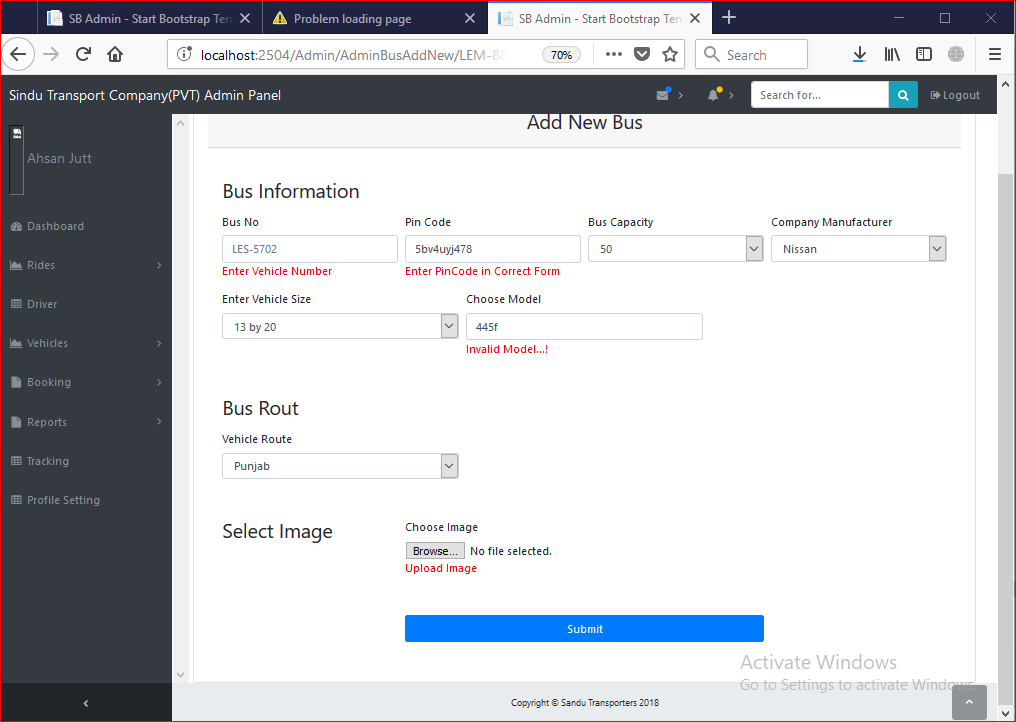 SB Admin - Start Bootstrap Tem
Problem loading page
SB Admin - Start Bootstrap Tem
localhost:2504/Admin/AdminBusAddNew/LEM-88
70%
Search
Sindu Transport Company(PVT) Admin Panel
Search for...
Logout
Ahsan Jutt
Dashboard
Rides
Driver
Vehicles
Booking
Reports
Tracking
Profile Setting
Add New Bus
Bus Information
Bus No
Pin Code
Bus Capacity
Company Manufacturer
LES-5702
5bv4uyj478
50
Nissan
Enter Vehicle Number
Enter PinCode in Correct Form
Enter Vehicle Size
Choose Model
13 by 20
445f
Invalid Model...!
Bus Rout
Vehicle Route
Punjab
Select Image
Choose Image
Browse... No file selected.
Upload Image
Submit
Activate Windows
Go to Settings to activate Windows.
Copyright © Sandu Transporters 2018